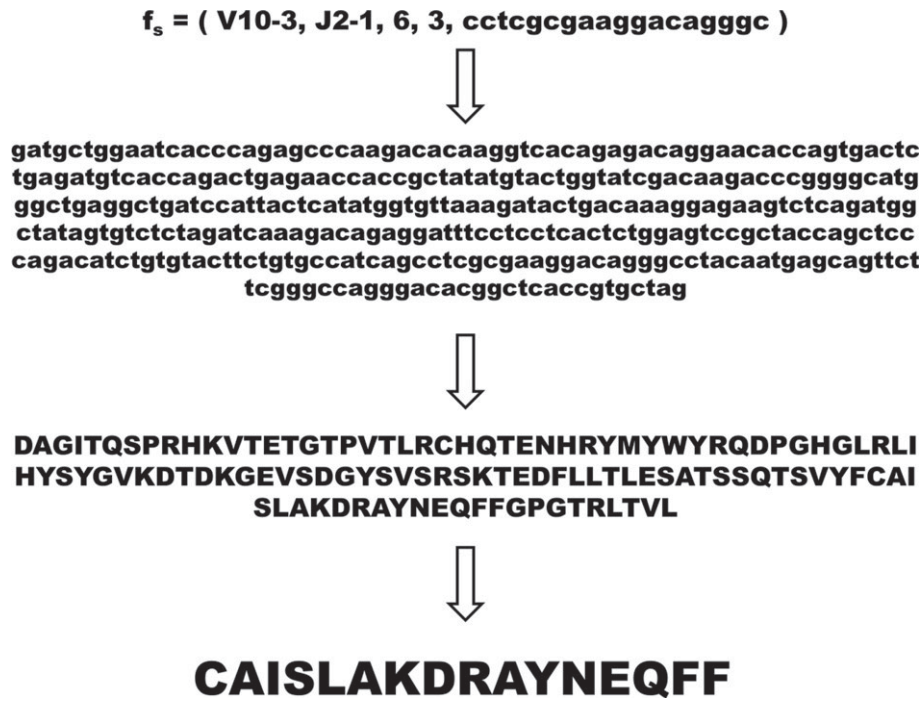 fs = ( V10-3, J2-1, 6, 3, cctcgcgaaggacagggc )
gatgctggaatcacccagagcccaagacacaaggtcacagagacaggaacaccagtgactc
tgagatgtcaccagactgagaaccaccgctatatgtactggtatcgacaagacccggggcatg
ggctgaggctgatccattactcatatggtgttaaagatactgacaaaggagaagtctcagatgg
ctatagtgtctctagatcaaagacagaggatttcctcctcactctggagtccgctaccagctcc
cagacatctgtgtacttctgtgccatcagcctcgcgaaggacagggcctacaatgagcagttct
tcgggccagggacacggctcaccgtgctag
DAGITQSPRHKVTETGTPVTLRCHQTENHRYMYWYRQDPGHGLRLI
HYSYGVKDTDKGEVSDGYSVSRSKTEDFLLTLESATSSQTSVYFCAI
SLAKDRAYNEQFFGPGTRLTVL
CAISLAKDRAYNEQFF